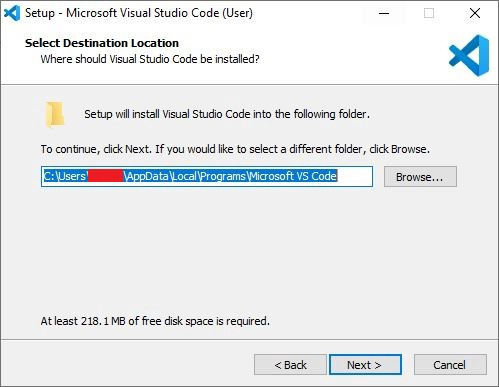 Setup - Microsoft Visual Studio Code (User)
Select Destination Location
Where should Visual Studio Code be installed?
Setup will install Visual Studio Code into the following folder.
To continue, click Next. If you would like to select a different folder, click Browse.
C:\Users\ \AppData\Local\Programs\Microsoft VS Code
Browse...
At least 218.1 MB of free disk space is required.
< Back
Next >
Cancel